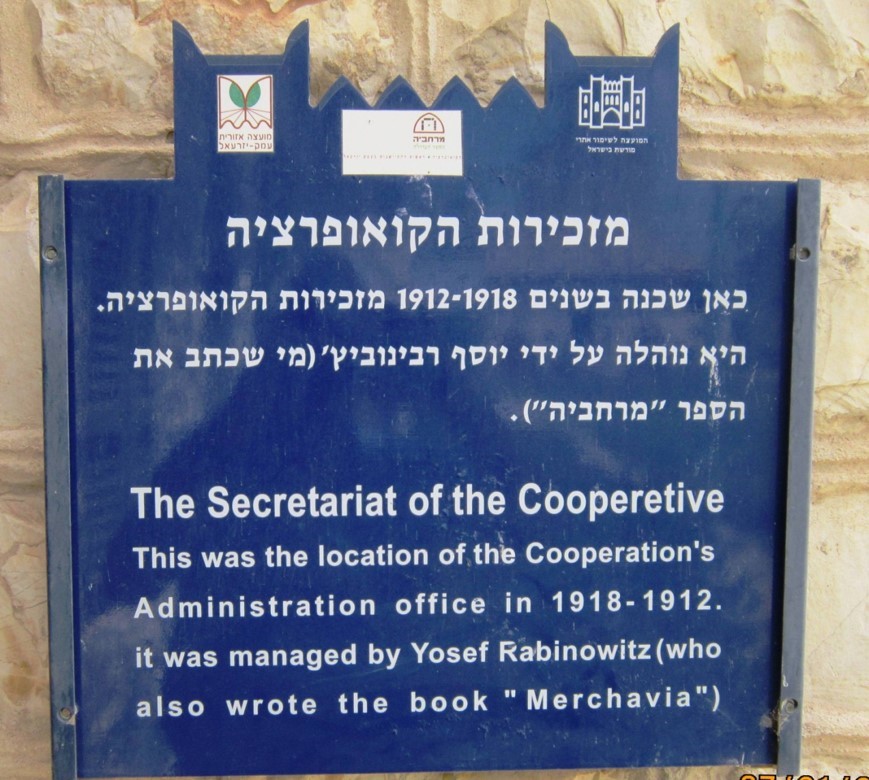 מועצה אזורית
עמק-יזרעאל
מרחביה
המועצה לשימור אתרי
מורשת בישראל
מזכירות הקואופרציה
כאן שכנה בשנים 1912-1918 מזכירות הקואופרציה.
היא נוהלה על ידי יוסף רבינוביץ' (מי שכתב את
הספר "מרחביה").
The Secretariat of the Cooperetive
This was the location of the Cooperation's
Administration office in 1918-1912.
it was managed by Yosef Rabinowitz (who
also wrote the book "Merchavia")